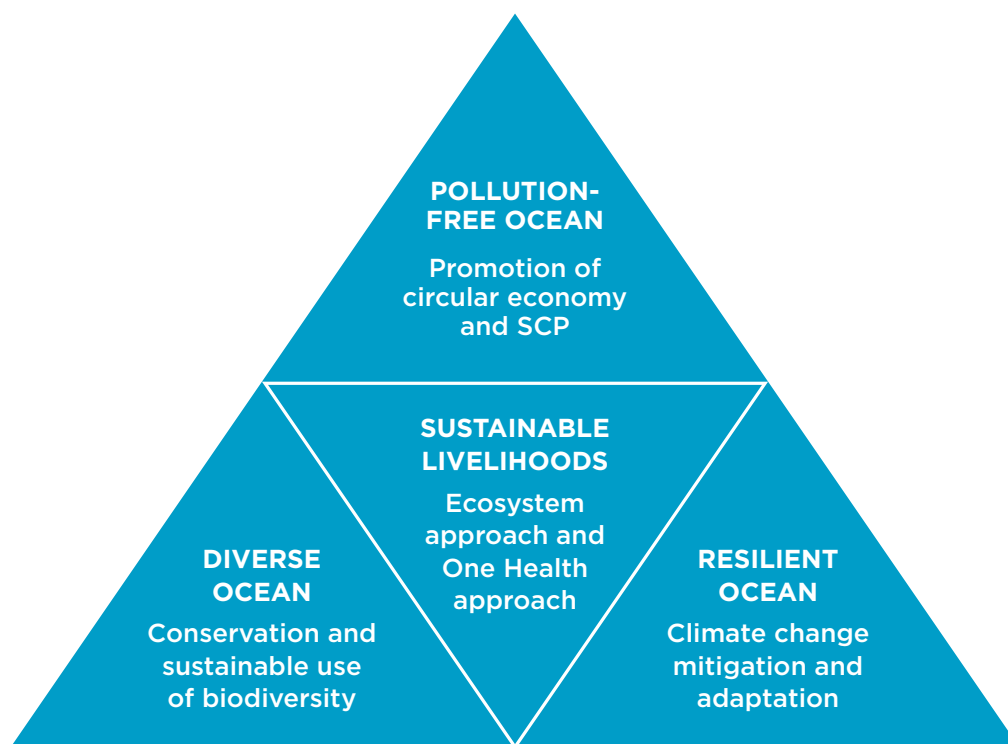 POLLUTION-
FREE OCEAN
Promotion of
circular economy
and SCP
SUSTAINABLE
LIVELIHOODS
Ecosystem
approach and
One Health
approach
DIVERSE
OCEAN
Conservation and
sustainable use
of biodiversity
RESILIENT
OCEAN
Climate change
mitigation and
adaptation